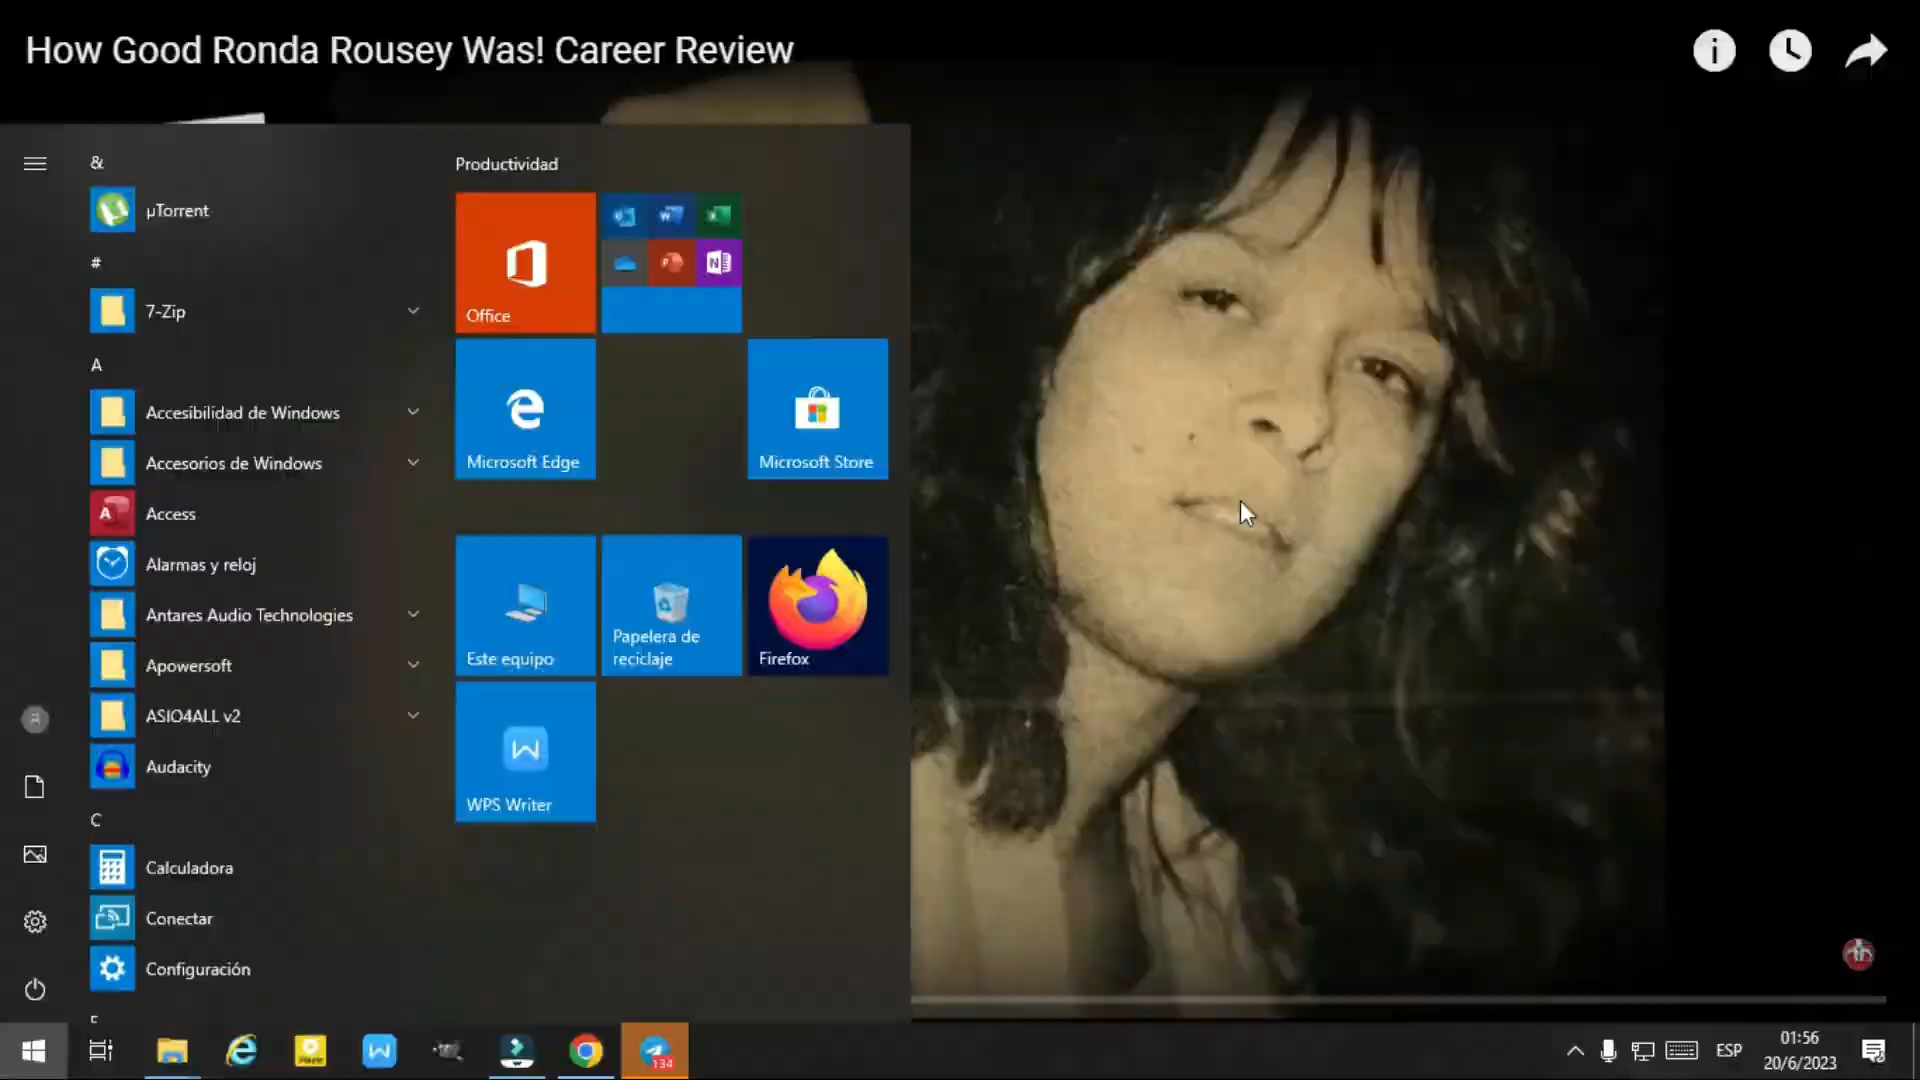 How Good Ronda Rousey Was! Career Review
&
µTorrent
#
7-Zip
A
Accesibilidad de Windows
Accesorios de Windows
Access
Alarmas y reloj
Antares Audio Technologies
Apowersoft
ASIO4ALL v2
Audacity
C
Calculadora
Conectar
Configuración
Productividad
Office
Microsoft Edge
Microsoft Store
Este equipo
Papelera de
reciclaje
Firefox
WPS Writer
134
ESP
01:56
20/6/2023